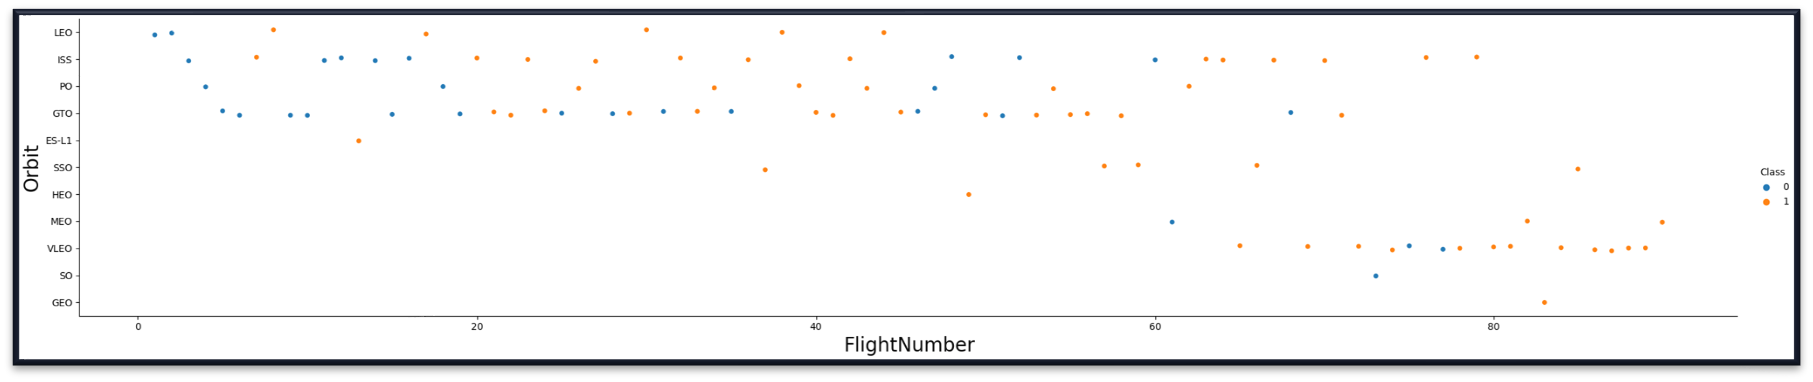 LEO
ISS
PO
GTO
ES-L1
SSO
HEO
MEO
VLEO
SO
GEO
Orbit
0 20 40 60 80
FlightNumber
Class
0
1